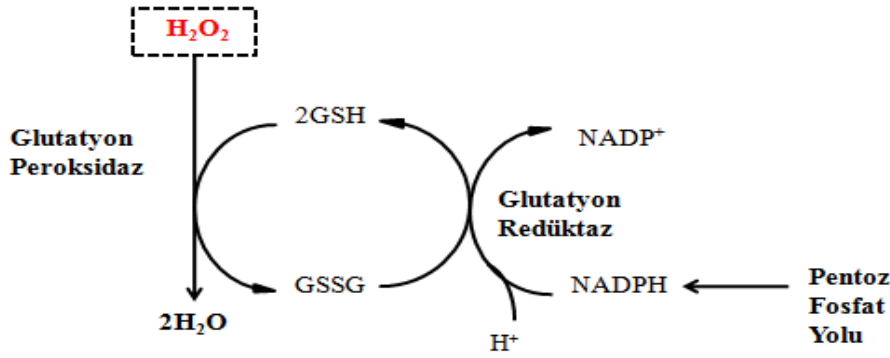 H₂O₂
2GSH
NADP⁺
Glutatyon
Peroksidaz
Glutatyon
Redüktaz
GSSG
NADPH
Pentoz
Fosfat
Yolu
2H₂O
H⁺